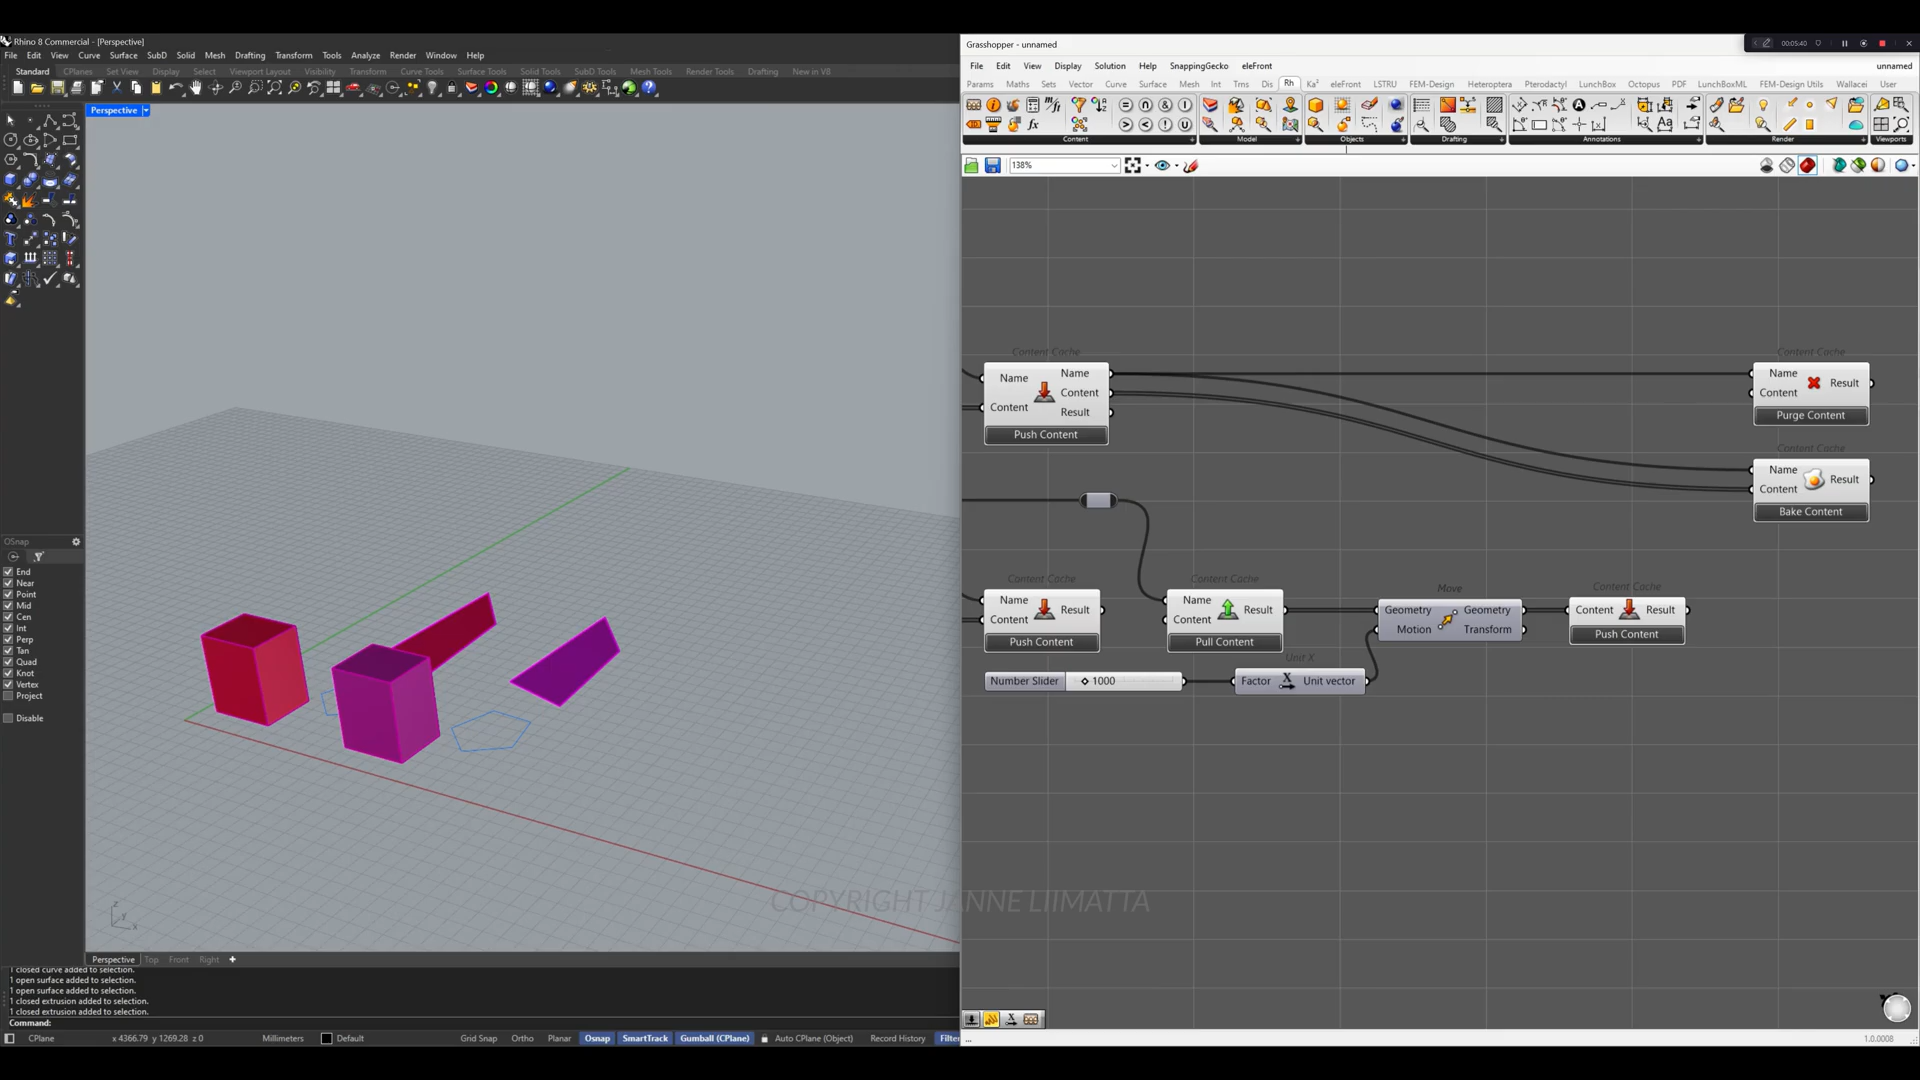 Rhino 8 Commercial - [Perspective]
File Edit View Curve Surface SubD Solid Mesh Drafting Transform Tools Analyze Render Window Help
Standard CPlanes Set View Display Select Viewport Layout Visibility Transform Curve Tools Surface Tools Solid Tools SubD Tools Mesh Tools Render Tools Drafting New in V8
Perspective
OSnap
End
Near
Point
Mid
Cen
Int
Perp
Tan
Quad
Knot
Vertex
Project
Disable
z
y
x
Perspective Top Front Right
1 closed curve added to selection.
1 open surface added to selection.
1 open surface added to selection.
1 closed extrusion added to selection.
1 closed extrusion added to selection.
Command:
CPlane x 4366.79 y 1269.28 z 0 Millimeters Default Grid Snap Ortho Planar Osnap SmartTrack Gumball (CPlane) Auto CPlane (Object) Record History Filter
Grasshopper - unnamed
00:05:40
File Edit View Display Solution Help SnappingGecko eleFront
unnamed
Params Maths Sets Vector Curve Surface Mesh Int Trns Dis Rh Ka² eleFront LSTRU FEM-Design Heteroptera Pterodactyl LunchBox Octopus PDF LunchBoxML FEM-Design Utils Wallacei User
Content Model Objects Drafting Annotations Render Viewports
138%
Content Cache
Name Name
Content Content
Result
Push Content
Content Cache
Name Result
Content
Purge Content
Content Cache
Name Result
Content
Bake Content
Content Cache
Name Result
Content
Push Content
Content Cache
Name Result
Content
Pull Content
Move
Geometry Geometry
Motion Transform
Content Cache
Content Result
Push Content
Number Slider 1000
Unit X
Factor X Unit vector
COPYRIGHT JANNE LIIMATTA
...
1.0.0008